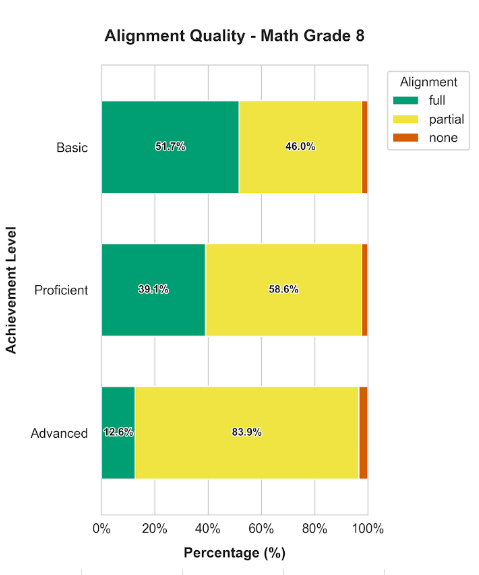 Alignment Quality - Math Grade 8
Alignment
full
partial
none
Achievement Level
Basic
51.7%
46.0%
Proficient
39.1%
58.6%
Advanced
12.6%
83.9%
0%
20%
40%
60%
80%
100%
Percentage (%)